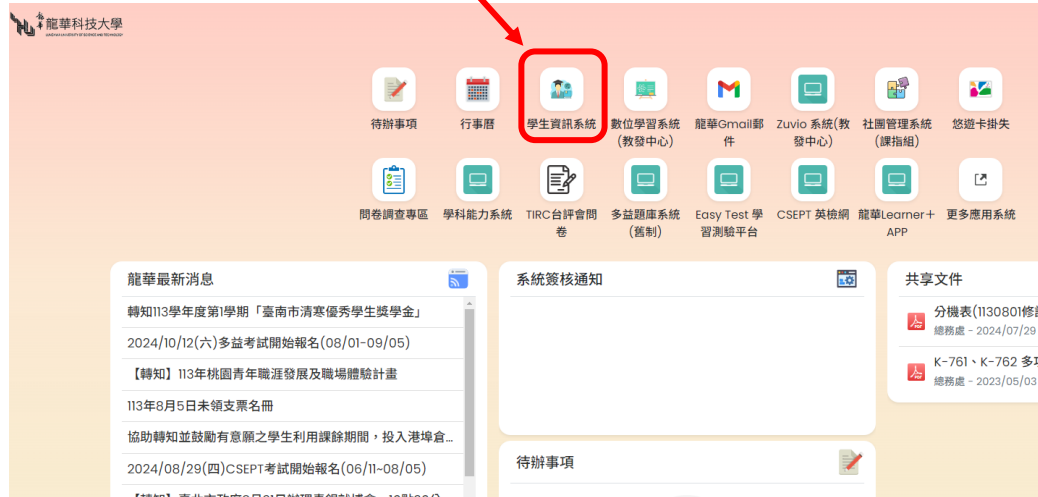 龍華科技大學
LUNGHWA UNIVERSITY OF SCIENCE AND TECHNOLOGY
待辦事項
行事曆
學生資訊系統
數位學習系統
(教發中心)
龍華Gmail郵
件
Zuvio 系統(教
發中心)
社團管理系統
(課指組)
悠遊卡掛失
問卷調查專區
學科能力系統
TIRC台評會問
卷
多益題庫系統
(舊制)
Easy Test 學
習測驗平台
CSEPT 英檢網
龍華Learner＋
APP
更多應用系統
龍華最新消息
轉知113學年度第1學期「臺南市清寒優秀學生獎學金」
2024/10/12(六)多益考試開始報名(08/01-09/05)
【轉知】113年桃園青年職涯發展及職場體驗計畫
113年8月5日未領支票名冊
協助轉知並鼓勵有意願之學生利用課餘期間，投入港埠倉...
2024/08/29(四)CSEPT考試開始報名(06/11~08/05)
系統簽核通知
待辦事項
共享文件
分機表(1130801修
總務處 - 2024/07/29
K-761、K-762 多
總務處 - 2023/05/03